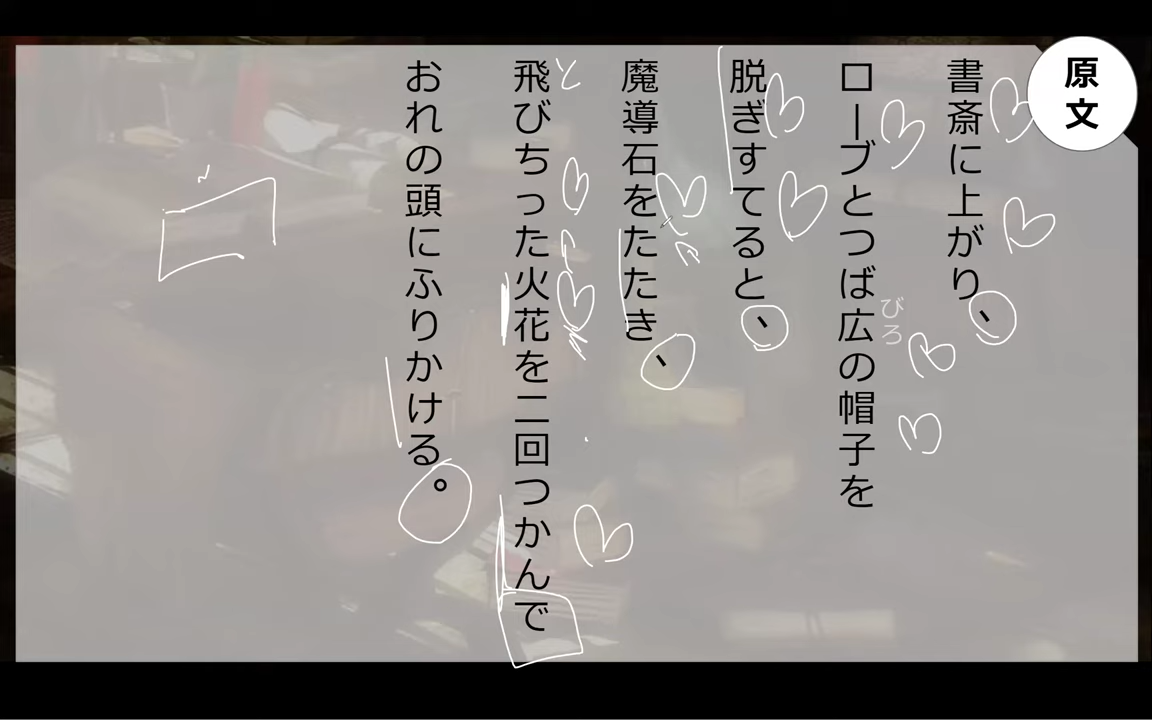 原文
書斎に上がり、
ローブとつば広の帽子を
びろ
脱ぎすてると、
魔導石をたたき、
と
飛びちった火花を二回つかんで
おれの頭にふりかける。